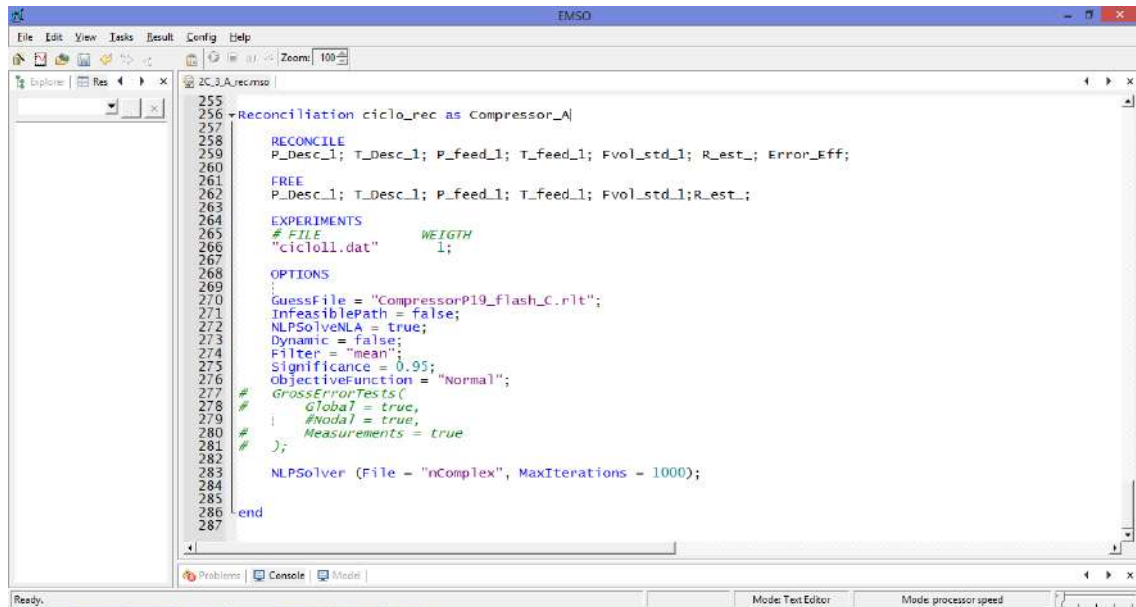 EMSO
File Edit View Tasks Result Config Help
Zoom: 100
Explorer Res 2C_3_A_rec.mso
255
256 Reconciliation ciclo_rec as Compressor_A
257
258 RECONCILE
259 P_Desc_1; T_Desc_1; P_feed_1; T_feed_1; Fvol_std_1; R_est_; Error_Eff;
260
261 FREE
262 P_Desc_1; T_Desc_1; P_feed_1; T_feed_1; Fvol_std_1;R_est_;
263
264 EXPERIMENTS
265 # FILE WEIGTH
266 "ciclo11.dat" 1;
267
268 OPTIONS
269
270 GuessFile = "CompressorP19_flash_C.rlt";
271 InfeasiblePath = false;
272 NLPSolveNLA = true;
273 Dynamic = false;
274 Filter = "mean";
275 Significance = 0.95;
276 ObjectiveFunction = "Normal";
277 # GrossErrorTests(
278 # Global = true,
279 #Nodal = true,
280 # Measurements = true
281 # );
282
283 NLPSolver (File = "nComplex", MaxIterations = 1000);
284
285
286 end
287
Problems Console Model
Ready. Mode: Text Editor Mode: processor speed